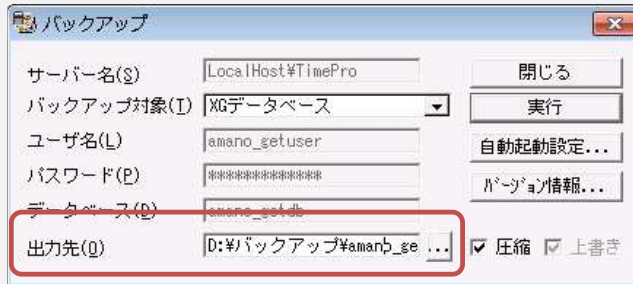 バックアップ
サーバー名(S) LocalHost¥TimePro 閉じる
バックアップ対象(T) XGデータベース 実行
ユーザ名(L) amano_getuser 自動起動設定...
パスワード(P) ************* バージョン情報...
データベース(D) amano_getdb
出力先(O) D:¥バックアップ¥amano_ge ... 圧縮 上書き